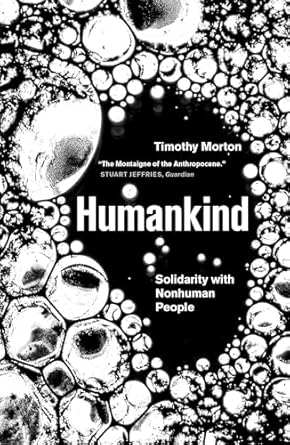 Timothy Morton
"The Montaigne of the Anthropocene."
STUART JEFFRIES, Guardian
Humankind
Solidarity with
Nonhuman
People